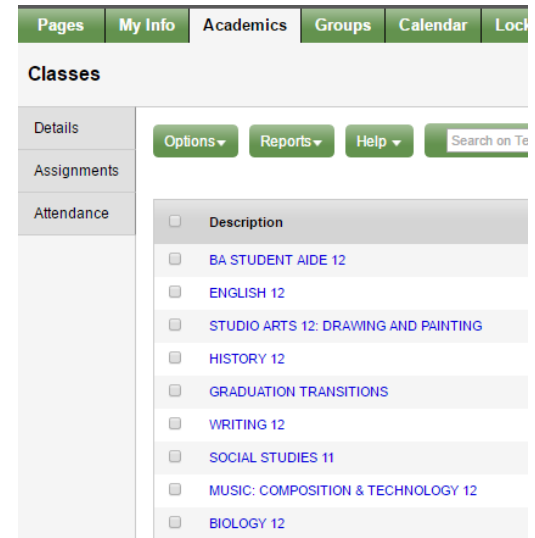 Pages My Info Academics Groups Calendar
Classes
Details
Assignments
Attendance
Options Reports Help Search on
Description
BA STUDENT AIDE 12
ENGLISH 12
STUDIO ARTS 12: DRAWING AND PAINTING
HISTORY 12
GRADUATION TRANSITIONS
WRITING 12
SOCIAL STUDIES 11
MUSIC: COMPOSITION & TECHNOLOGY 12
BIOLOGY 12